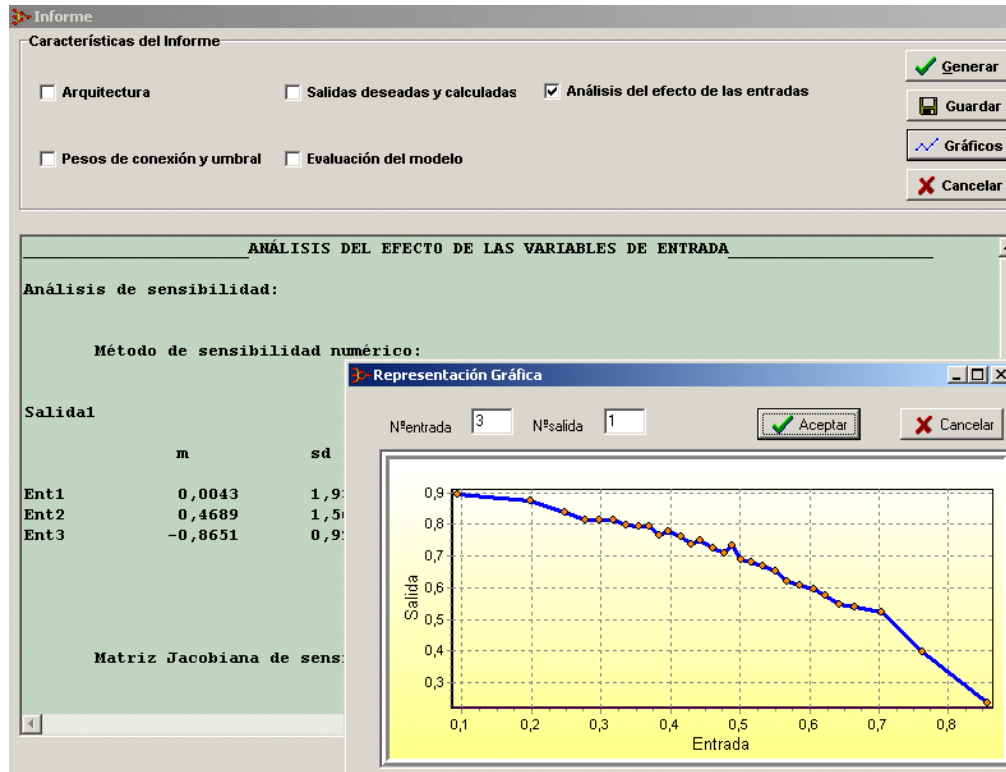 Informe
Características del Informe
Arquitectura
Salidas deseadas y calculadas
Análisis del efecto de las entradas
Pesos de conexión y umbral
Evaluación del modelo
Generar
Guardar
Gráficos
Cancelar
ANÁLISIS DEL EFECTO DE LAS VARIABLES DE ENTRADA
Análisis de sensibilidad:
Método de sensibilidad numérico:
Salida1
m sd
Ent1 0,0043
Ent2 0,4689
Ent3 -0,8651
Matriz Jacobiana de
Representación Gráfica
Nºentrada 3 Nºsalida 1 Aceptar Cancelar
0,9
0,8
0,7
0,6
0,5
0,4
0,3
Salida
0,1 0,2 0,3 0,4 0,5 0,6 0,7 0,8
Entrada